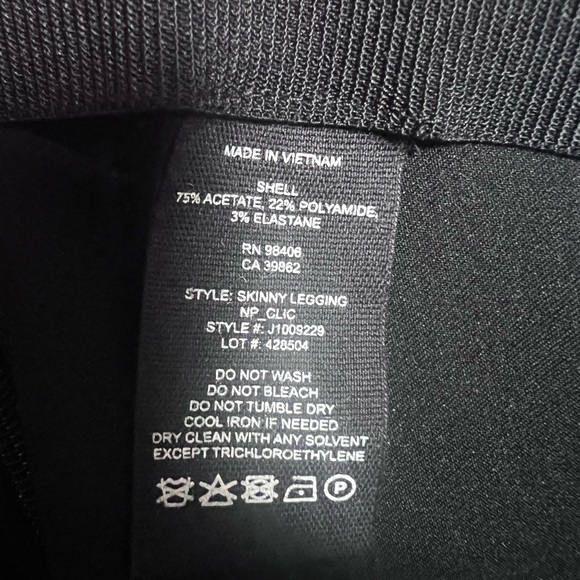 MADE IN VIETNAM
SHELL
75% ACETATE, 22% POLYAMIDE,
3% ELASTANE
RN 98406
CA 39862
STYLE: SKINNY LEGGING
NP_CLIC
STYLE #: J1009229
LOT #: 428504
DO NOT WASH
DO NOT BLEACH
DO NOT TUMBLE DRY
COOL IRON IF NEEDED
DRY CLEAN WITH ANY SOLVENT
EXCEPT TRICHLOROETHYLENE
P